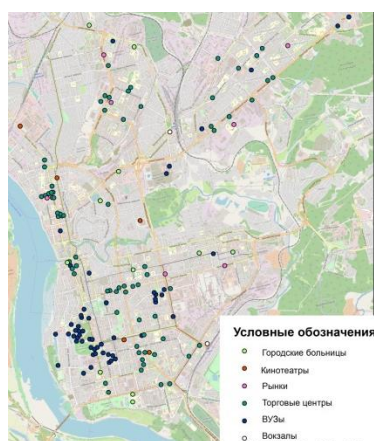 Условные обозначения
Городские больницы
Кинотеатры
Рынки
Торговые центры
ВУЗы
Вокзалы